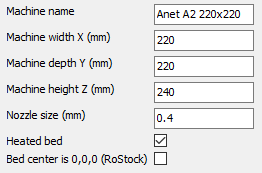 Machine name Anet A2 220x220
Machine width X (mm) 220
Machine depth Y (mm) 220
Machine height Z (mm) 240
Nozzle size (mm) 0.4
Heated bed
Bed center is 0,0,0 (RoStock)